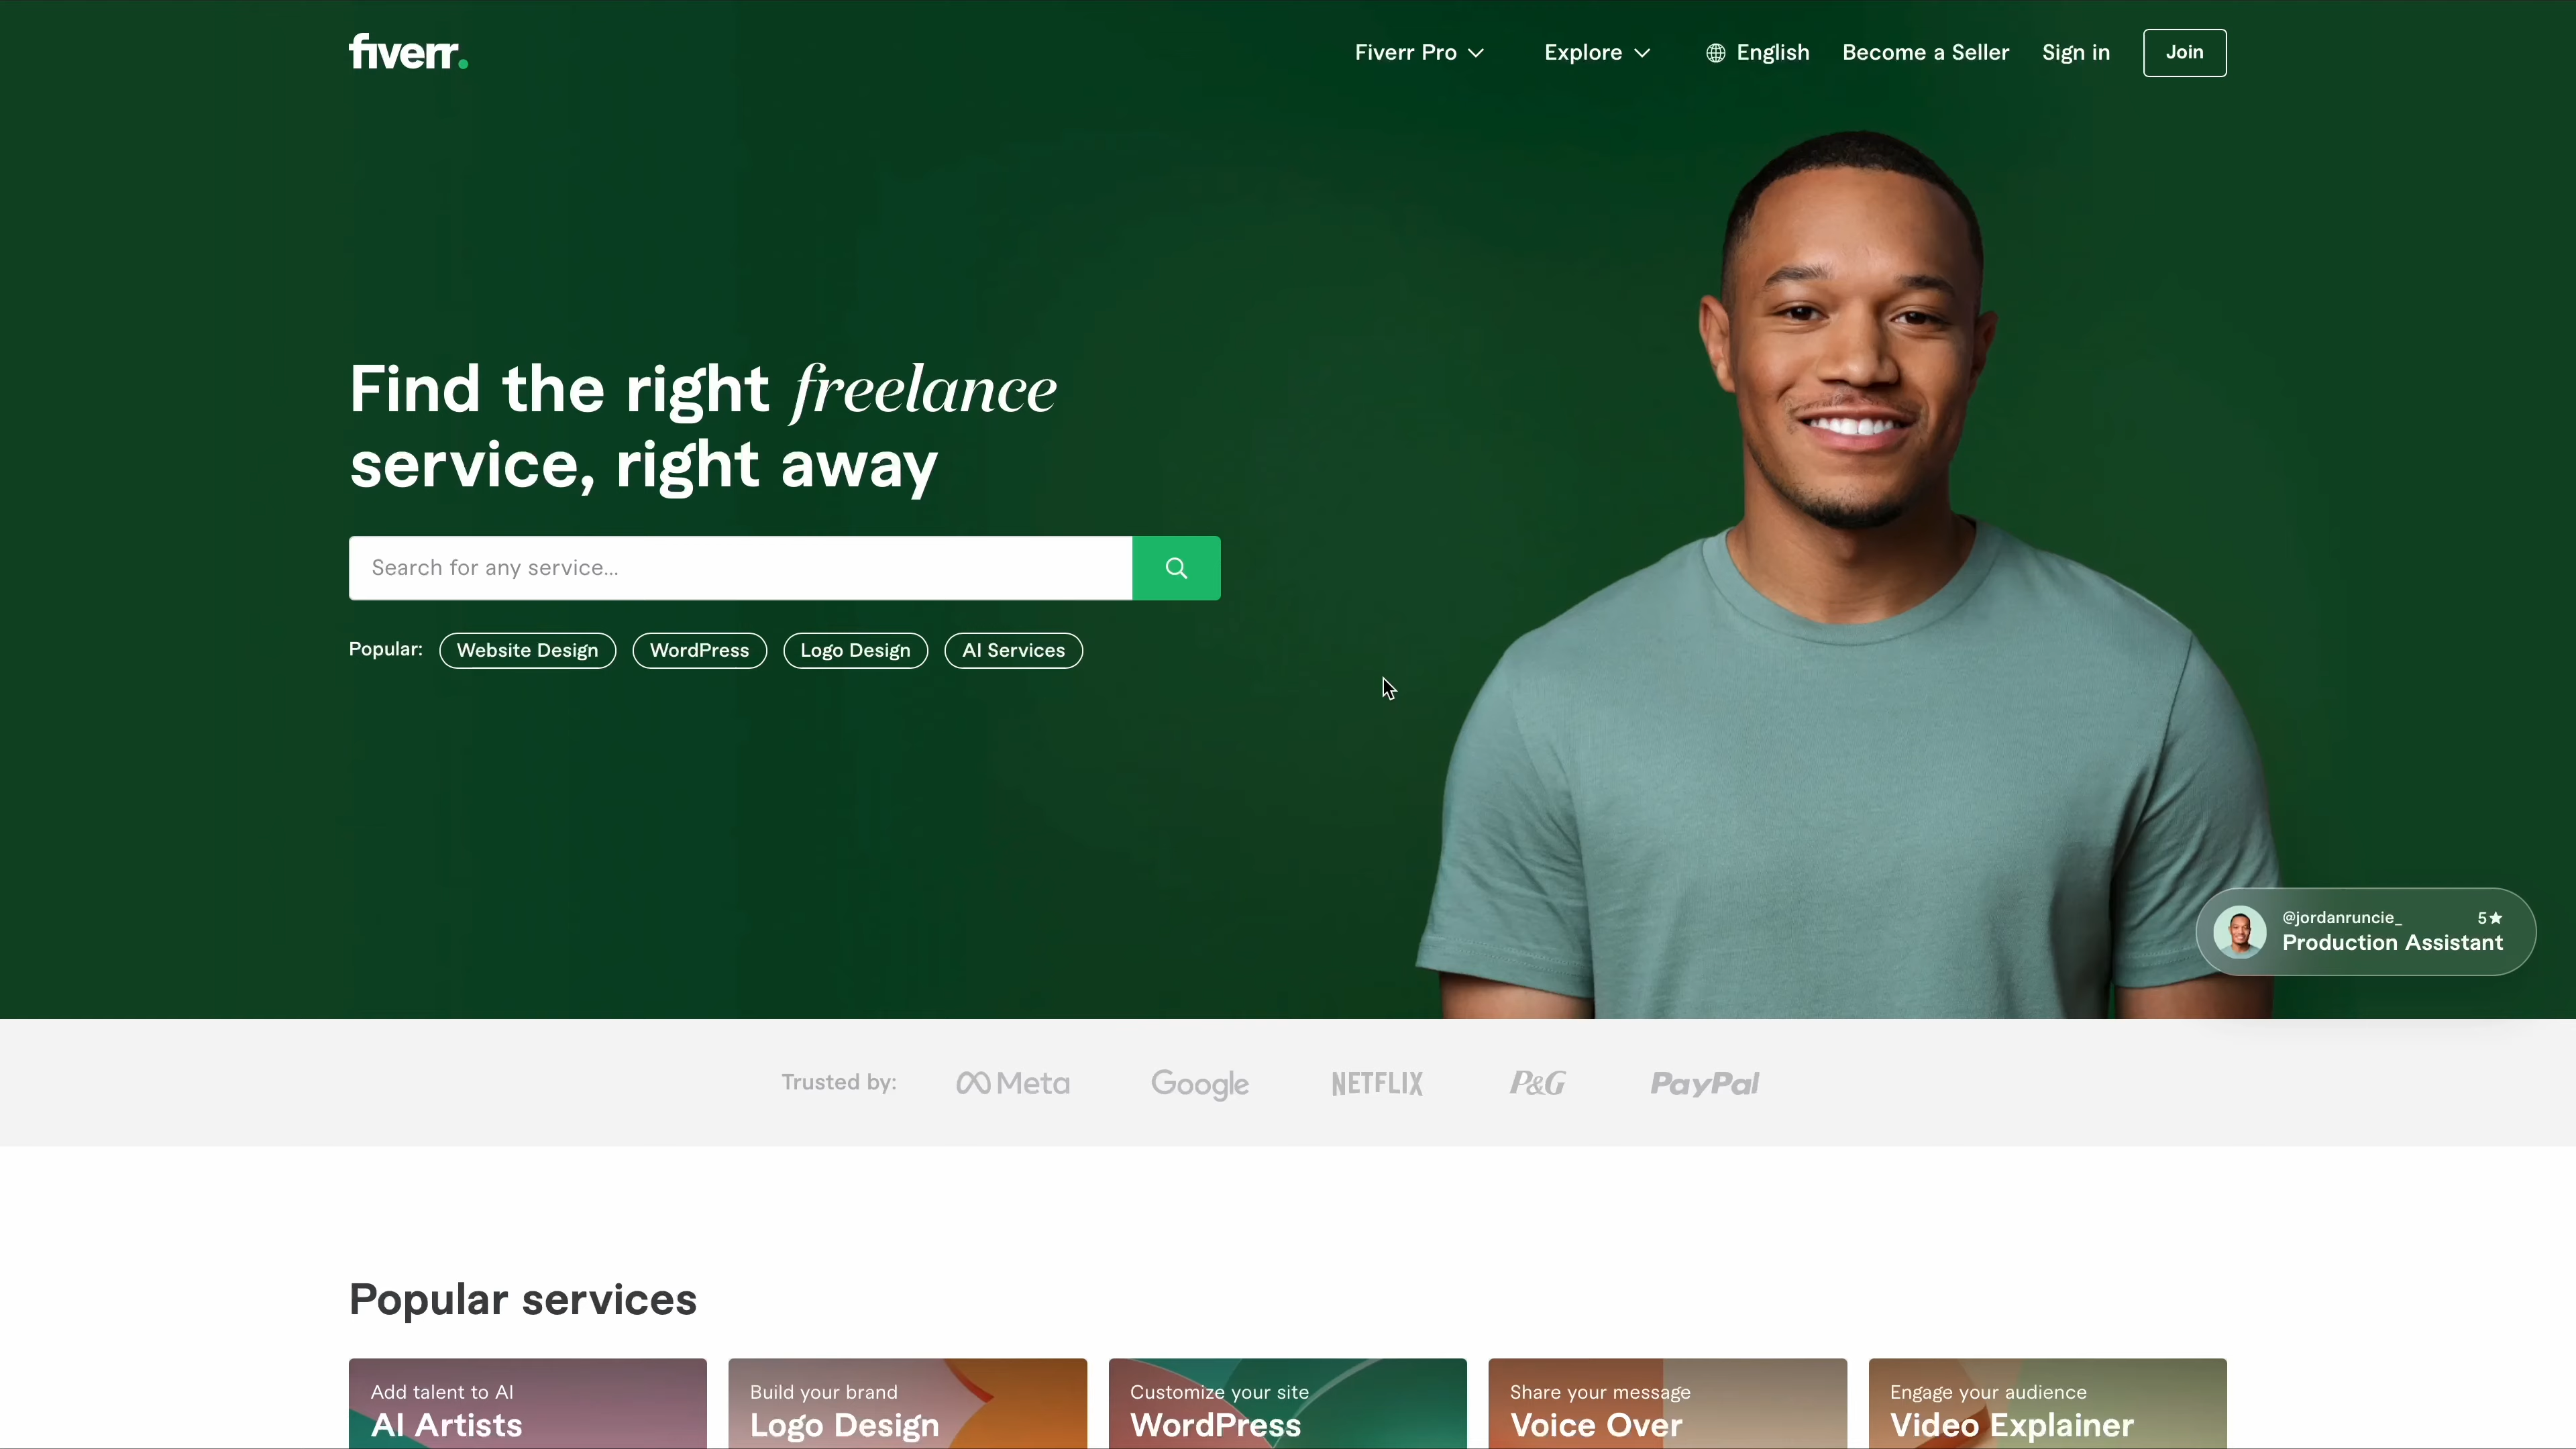 fiverr.
Fiverr Pro
Explore
English
Become a Seller
Sign in
Join
Find the right freelance
service, right away
Search for any service...
Popular:
Website Design
WordPress
Logo Design
AI Services
@jordanruncie_ 5★
Production Assistant
Trusted by:
Meta
Google
NETFLIX
P&G
PayPal
Popular services
Add talent to AI
AI Artists
Build your brand
Logo Design
Customize your site
WordPress
Share your message
Voice Over
Engage your audience
Video Explainer